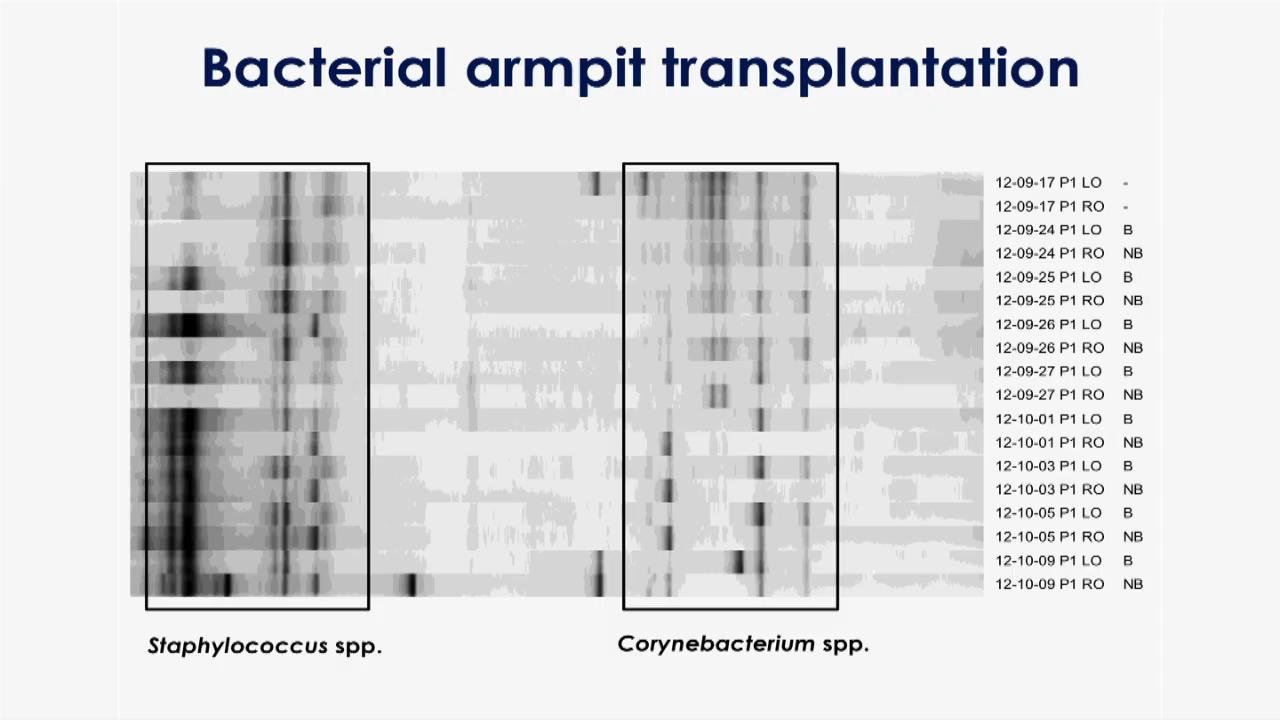 Bacterial armpit transplantation
12-09-17 P1 LO -
12-09-17 P1 RO -
12-09-24 P1 LO B
12-09-24 P1 RO NB
12-09-25 P1 LO B
12-09-25 P1 RO NB
12-09-26 P1 LO B
12-09-26 P1 RO NB
12-09-27 P1 LO B
12-09-27 P1 RO NB
12-10-01 P1 LO B
12-10-01 P1 RO NB
12-10-03 P1 LO B
12-10-03 P1 RO NB
12-10-05 P1 LO B
12-10-05 P1 RO NB
12-10-09 P1 LO B
12-10-09 P1 RO NB
Staphylococcus spp.
Corynebacterium spp.